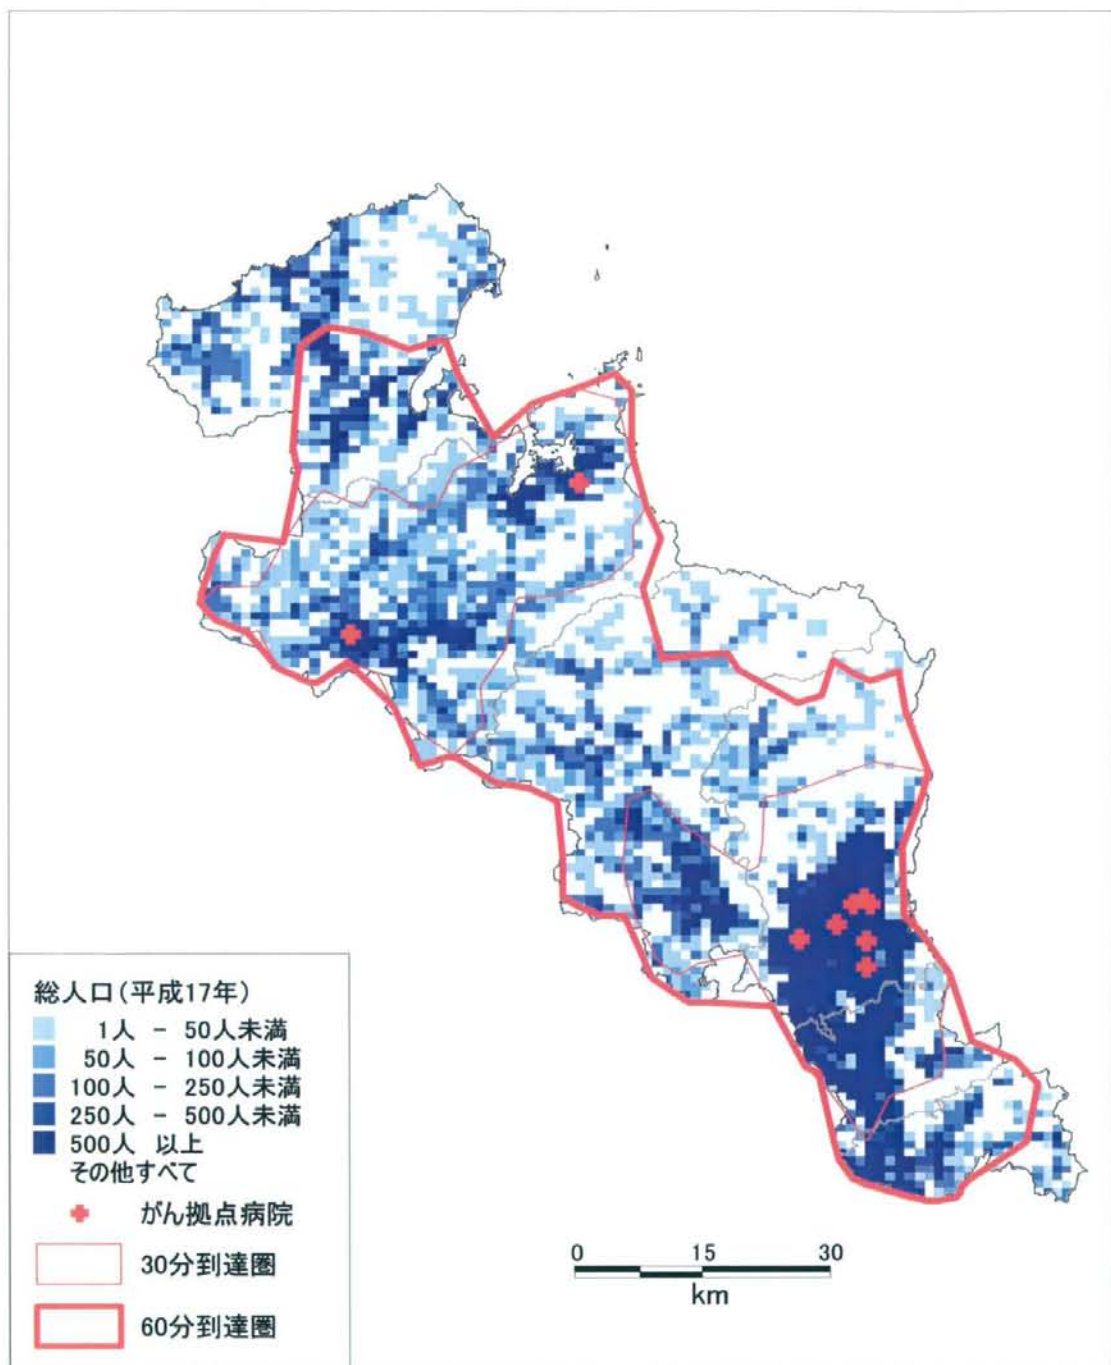 総人口(平成17年)
1人 - 50人未満
50人 - 100人未満
100人 - 250人未満
250人 - 500人未満
500人 以上
その他すべて
がん拠点病院
30分到達圏
60分到達圏
0 15 30
km